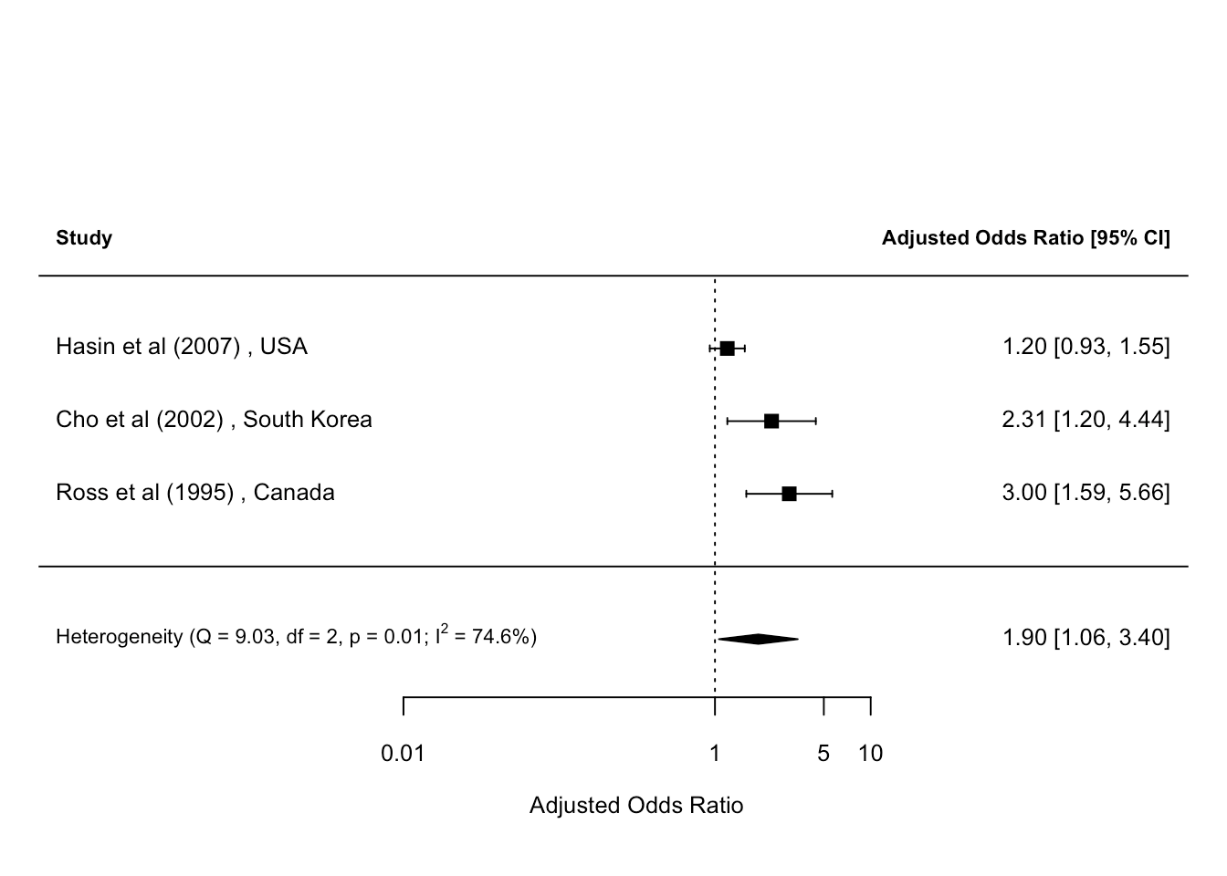 Study Adjusted Odds Ratio [95% CI]
Hasin et al (2007) , USA 1.20 [0.93, 1.55]
Cho et al (2002) , South Korea 2.31 [1.20, 4.44]
Ross et al (1995) , Canada 3.00 [1.59, 5.66]
Heterogeneity (Q = 9.03, df = 2, p = 0.01; I² = 74.6%) 1.90 [1.06, 3.40]
0.01 1 5 10
Adjusted Odds Ratio